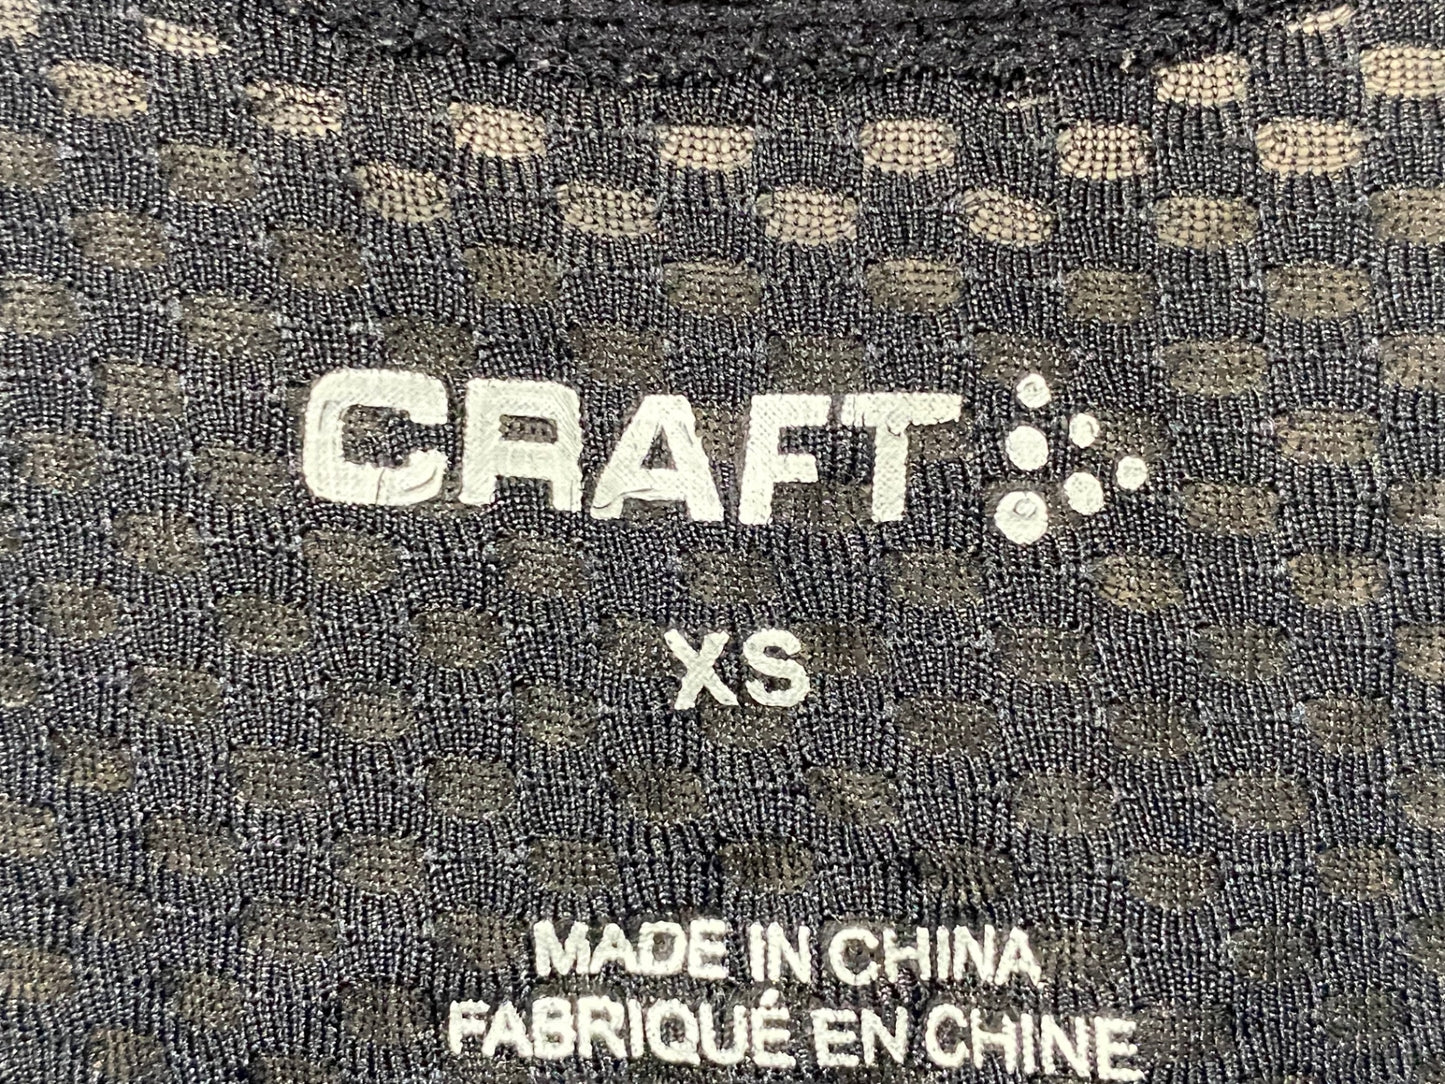 CRAFT
XS
MADE IN CHINA
FABRIQUÉ EN CHINE